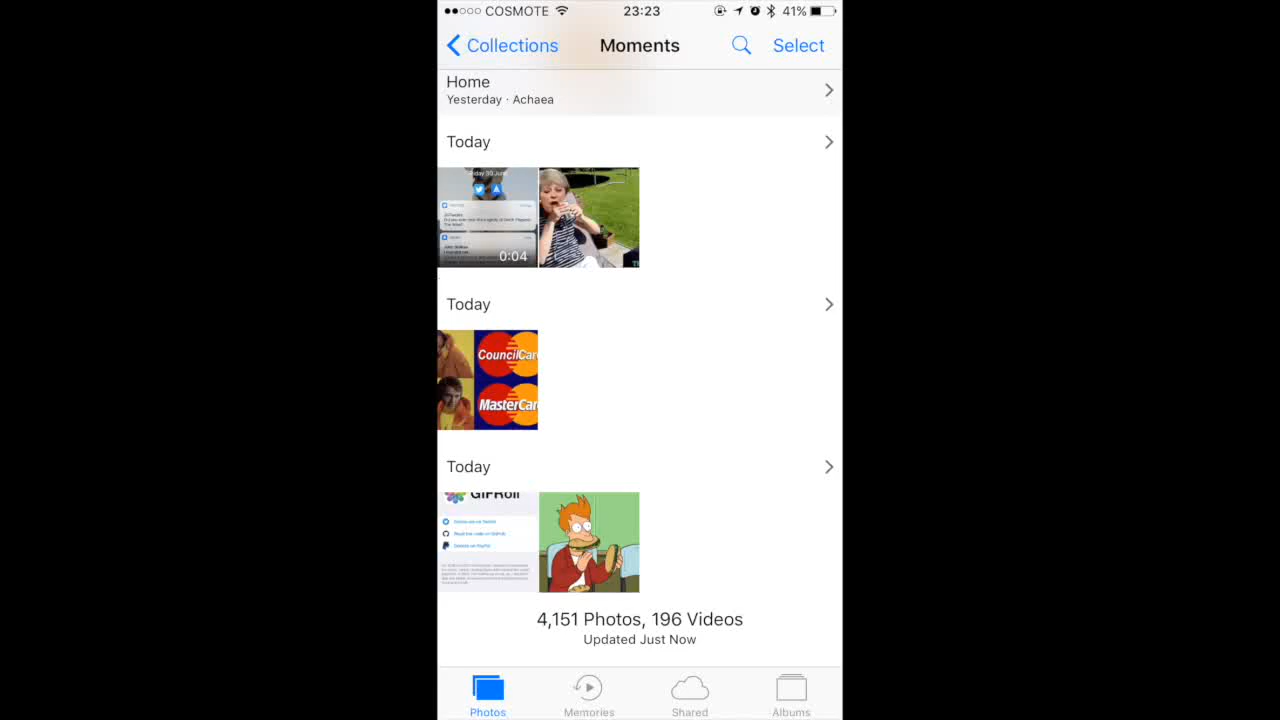 COSMOTE
23:23
41%
Collections
Moments
Select
Home
Yesterday · Achaea
Today
0:04
Today
CouncilCar
MasterCar
Today
GIFRoll
4,151 Photos, 196 Videos
Updated Just Now
Photos
Memories
Shared
Albums